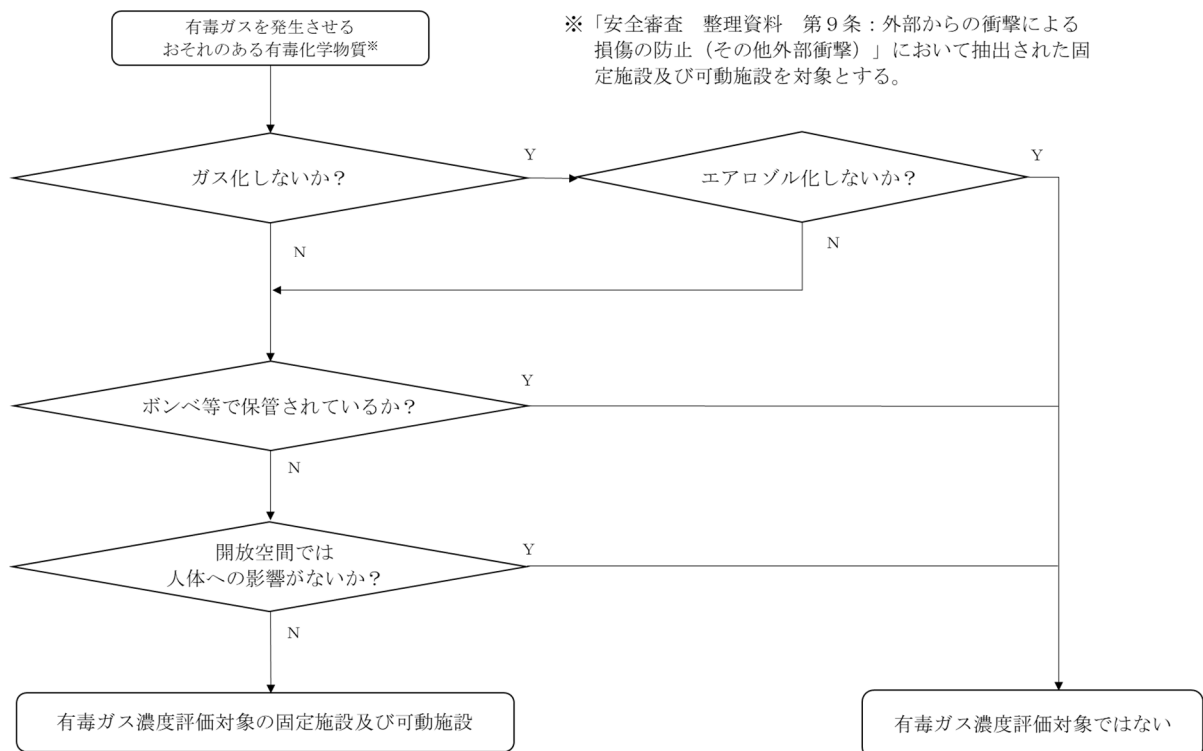 有毒ガスを発生させる
おそれのある有毒化学物質※
※「安全審査　整理資料　第９条：外部からの衝撃による
損傷の防止（その他外部衝撃）」において抽出された固
定施設及び可動施設を対象とする。
ガス化しないか？
Y
エアロゾル化しないか？
Y
N
N
ボンベ等で保管されているか？
Y
N
開放空間では
人体への影響がないか？
Y
N
有毒ガス濃度評価対象の固定施設及び可動施設
有毒ガス濃度評価対象ではない